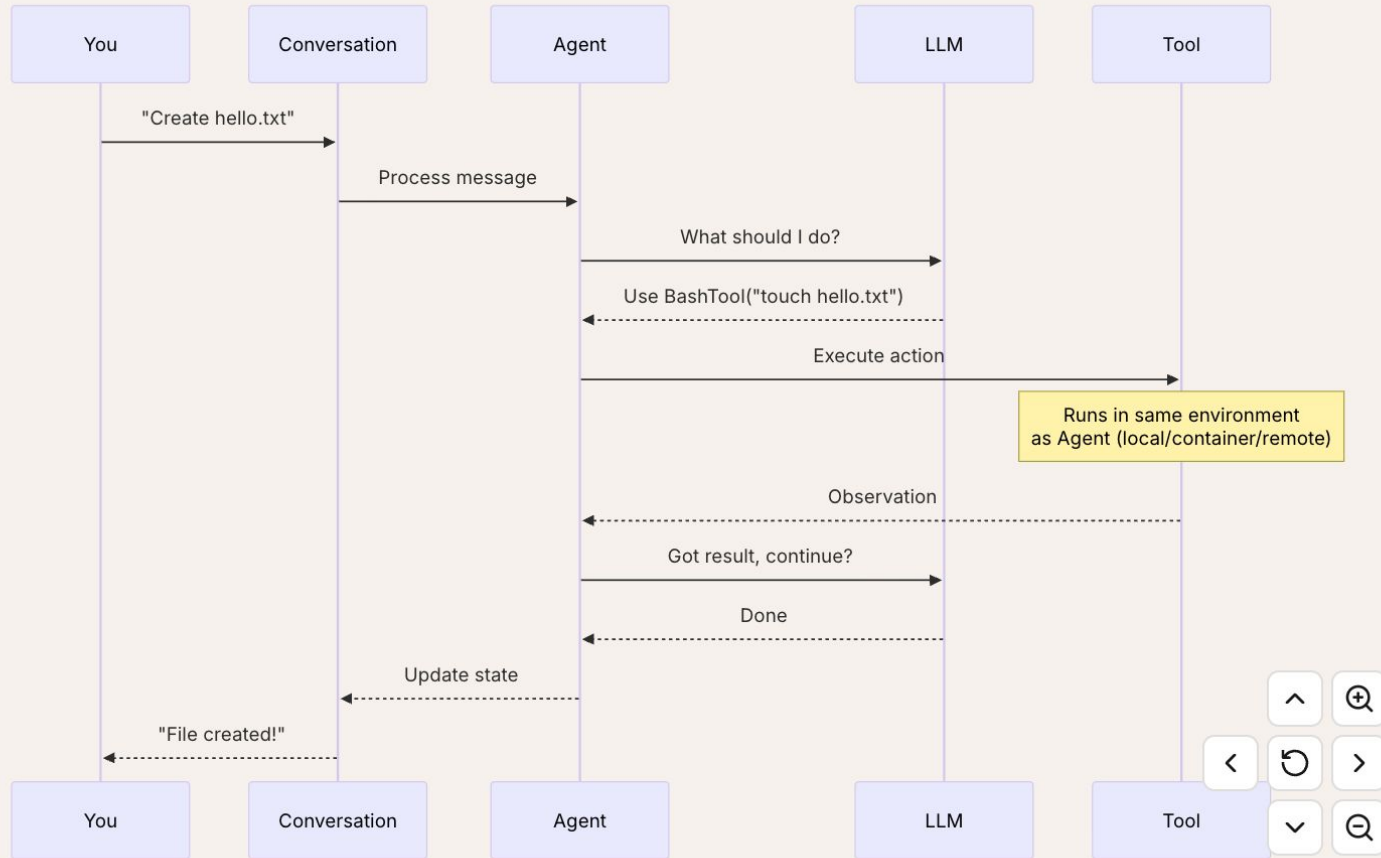 You
Conversation
Agent
LLM
Tool
"Create hello.txt"
Process message
What should I do?
Use BashTool("touch hello.txt")
Execute action
Runs in same environment
as Agent (local/container/remote)
Observation
Got result, continue?
Done
Update state
"File created!"
You
Conversation
Agent
LLM
Tool